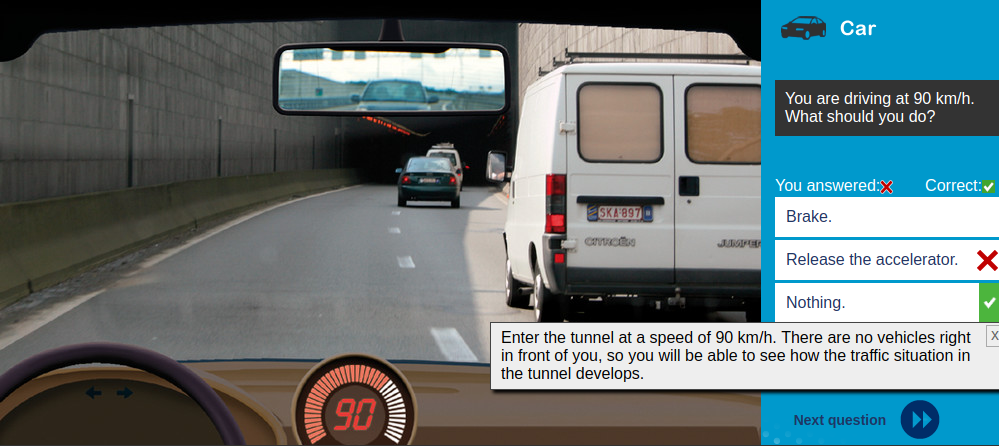 Car
You are driving at 90 km/h.
What should you do?
You answered: Correct:
Brake.
Release the accelerator.
Nothing.
Enter the tunnel at a speed of 90 km/h. There are no vehicles right
in front of you, so you will be able to see how the traffic situation in
the tunnel develops.
X
Next question
SKA·897
CITROËN JUMPER
90